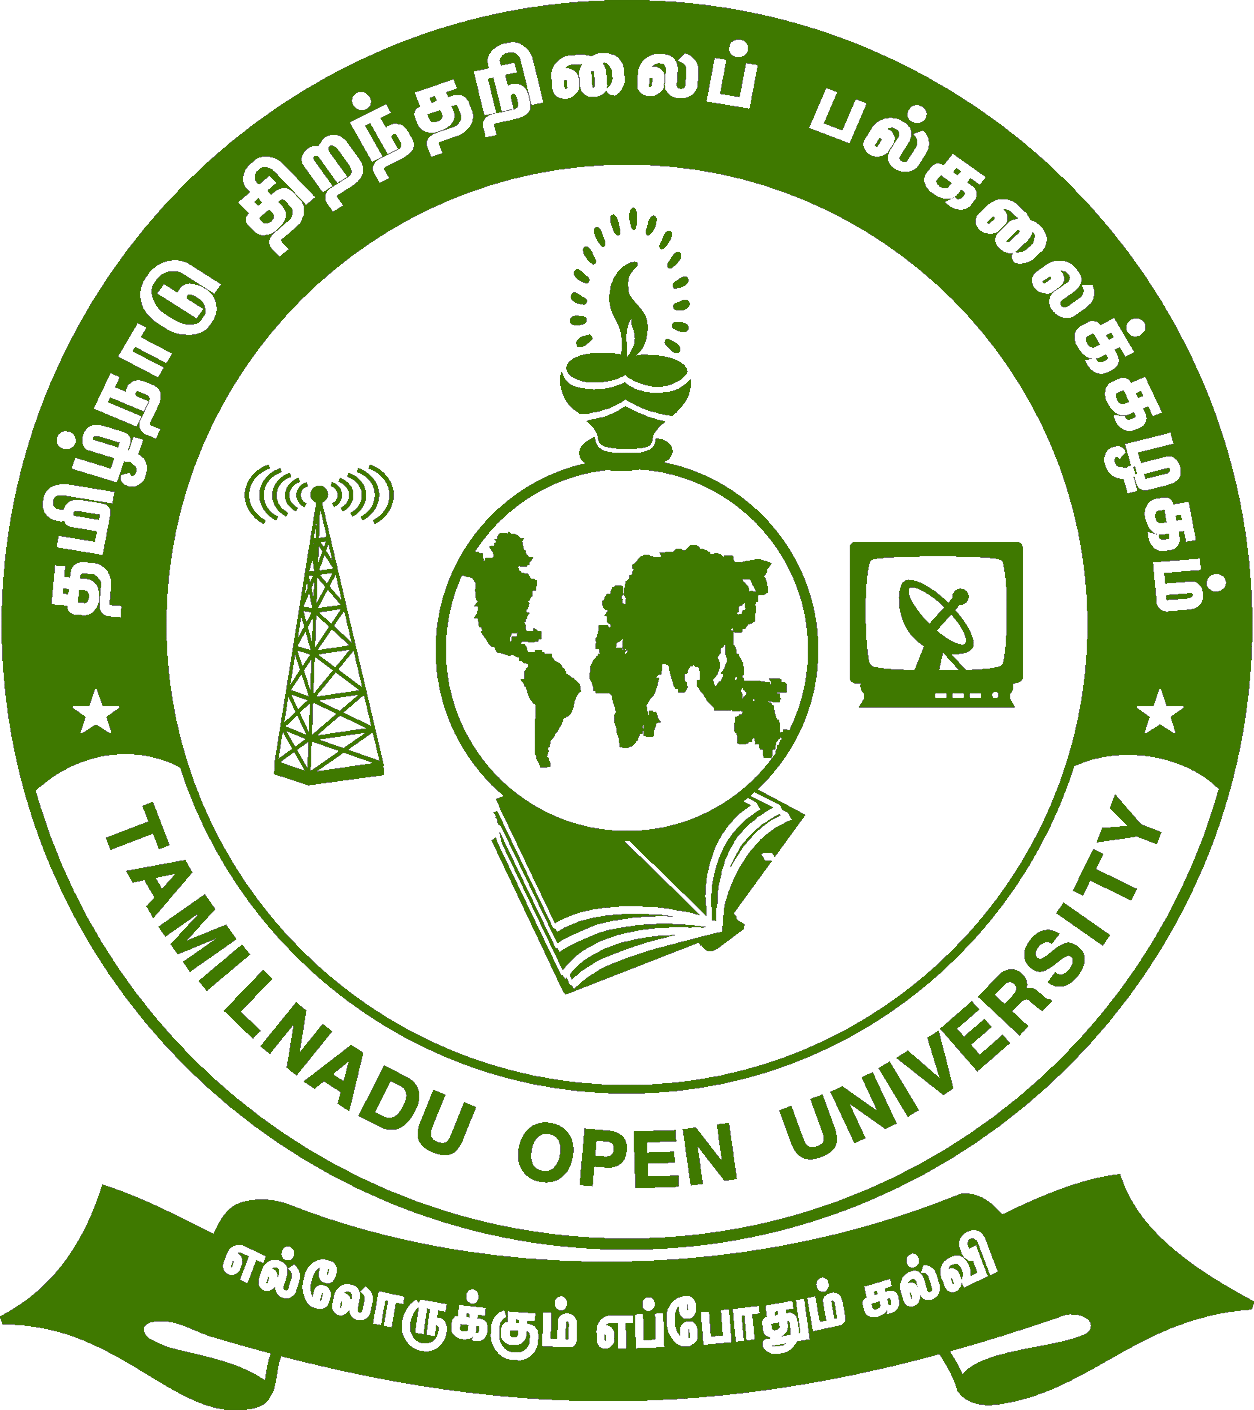 தமிழ்நாடு திறந்தநிலைப் பல்கலைக்கழகம்
TAMILNADU OPEN UNIVERSITY
எல்லோருக்கும் எப்போதும் கல்வி